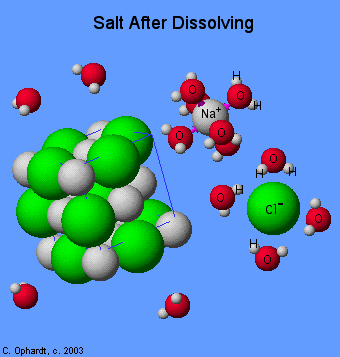 Salt After Dissolving
H
O
O
H
Na+
O
O
O
H
H
O
H
Cl−
O
H
O
C. Ophardt, c. 2003